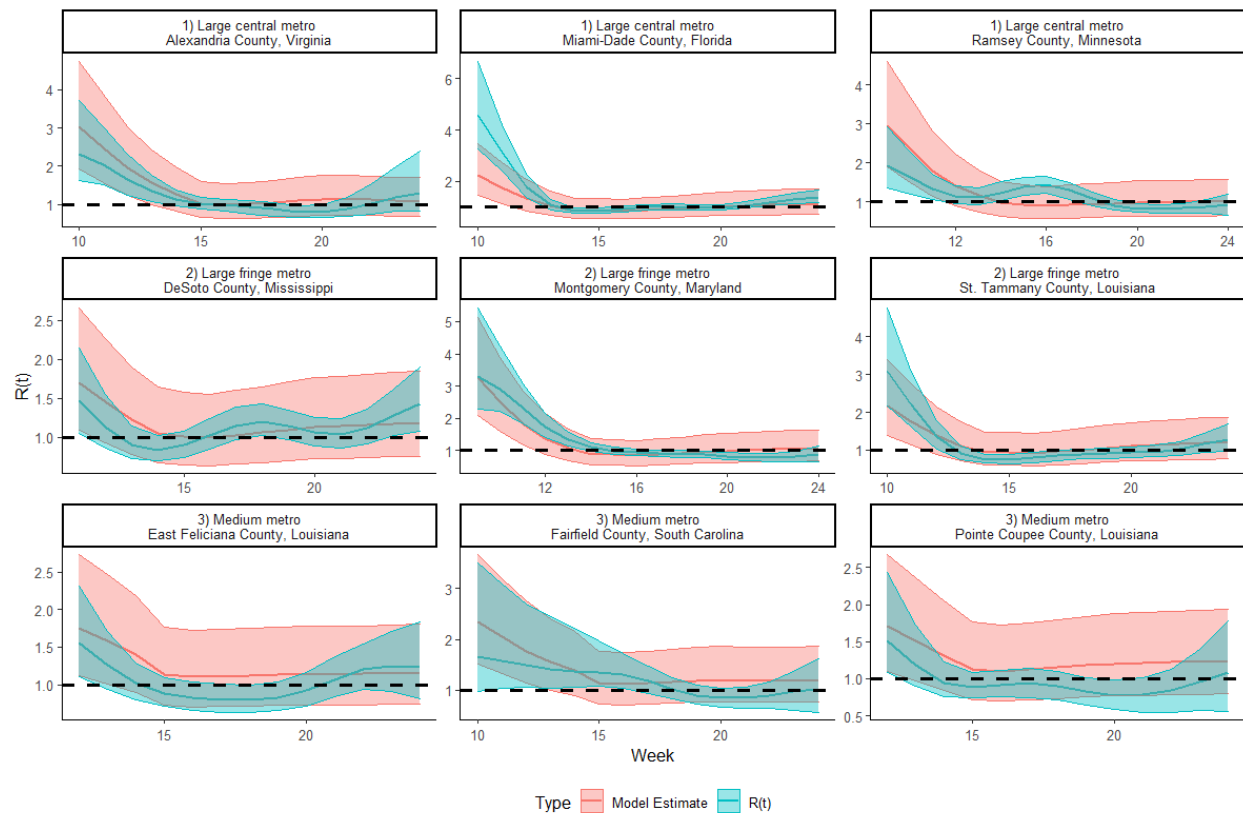 1) Large central metro
Alexandria County, Virginia
1) Large central metro
Miami-Dade County, Florida
1) Large central metro
Ramsey County, Minnesota
4
3
2
1
10
15
20
6
4
2
10
15
20
4
3
2
1
12
16
20
24
2) Large fringe metro
DeSoto County, Mississippi
2) Large fringe metro
Montgomery County, Maryland
2) Large fringe metro
St. Tammany County, Louisiana
R(t)
2.5
2.0
1.5
1.0
15
20
5
4
3
2
1
12
16
20
24
4
3
2
1
10
15
20
3) Medium metro
East Feliciana County, Louisiana
3) Medium metro
Fairfield County, South Carolina
3) Medium metro
Pointe Coupee County, Louisiana
2.5
2.0
1.5
1.0
15
20
3
2
1
10
15
20
2.5
2.0
1.5
1.0
0.5
15
20
Week
Type
Model Estimate
R(t)